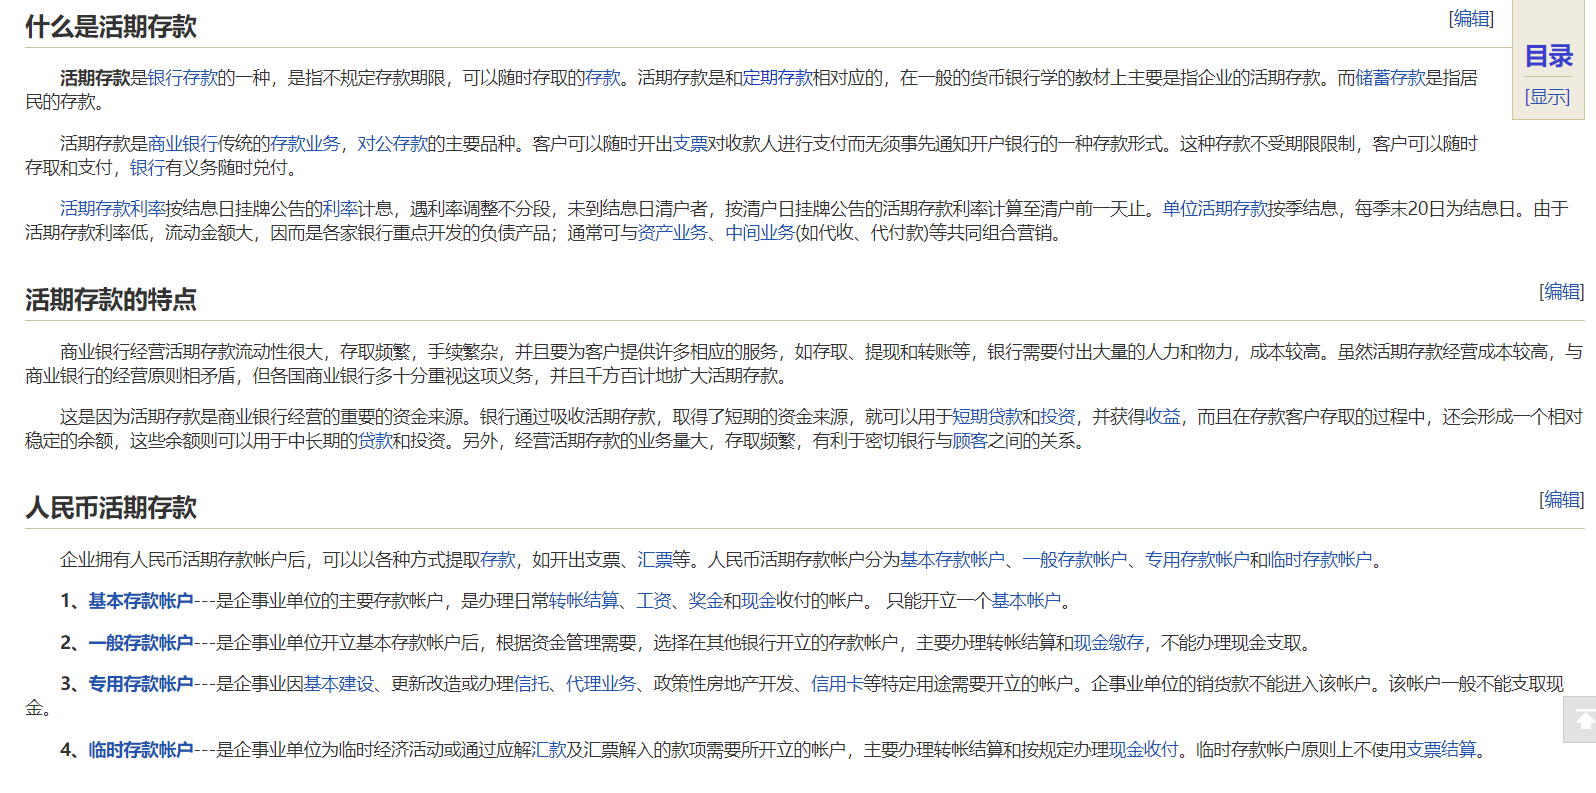 什么是活期存款
[编辑]
目录
[显示]
活期存款是银行存款的一种，是指不规定存款期限，可以随时存取的存款。活期存款是和定期存款相对应的，在一般的货币银行学的教材上主要是指企业的活期存款。而储蓄存款是指居
民的存款。
活期存款是商业银行传统的存款业务，对公存款的主要品种。客户可以随时开出支票对收款人进行支付而无须事先通知开户银行的一种存款形式。这种存款不受期限限制，客户可以随时
存取和支付，银行有义务随时兑付。
活期存款利率按结息日挂牌公告的利率计息，遇利率调整不分段，未到结息日清户者，按清户日挂牌公告的活期存款利率计算至清户前一天止。单位活期存款按季结息，每季末20日为结息日。由于
活期存款利率低，流动金额大，因而是各家银行重点开发的负债产品；通常可与资产业务、中间业务(如代收、代付款)等共同组合营销。
活期存款的特点
[编辑]
商业银行经营活期存款流动性很大，存取频繁，手续繁杂，并且要为客户提供许多相应的服务，如存取、提现和转账等，银行需要付出大量的人力和物力，成本较高。虽然活期存款经营成本较高，与
商业银行的经营原则相矛盾，但各国商业银行多十分重视这项义务，并且千方百计地扩大活期存款。
这是因为活期存款是商业银行经营的重要的资金来源。银行通过吸收活期存款，取得了短期的资金来源，就可以用于短期贷款和投资，并获得收益，而且在存款客户存取的过程中，还会形成一个相对
稳定的余额，这些余额则可以用于中长期的贷款和投资。另外，经营活期存款的业务量大，存取频繁，有利于密切银行与顾客之间的关系。
人民币活期存款
[编辑]
企业拥有人民币活期存款帐户后，可以以各种方式提取存款，如开出支票、汇票等。人民币活期存款帐户分为基本存款帐户、一般存款帐户、专用存款帐户和临时存款帐户。
1、基本存款帐户---是企事业单位的主要存款帐户，是办理日常转帐结算、工资、奖金和现金收付的帐户。 只能开立一个基本帐户。
2、一般存款帐户---是企事业单位开立基本存款帐户后，根据资金管理需要，选择在其他银行开立的存款帐户，主要办理转帐结算和现金缴存，不能办理现金支取。
3、专用存款帐户---是企事业因基本建设、更新改造或办理信托、代理业务、政策性房地产开发、信用卡等特定用途需要开立的帐户。企事业单位的销货款不能进入该帐户。该帐户一般不能支取现
金。
4、临时存款帐户---是企事业单位为临时经济活动或通过应解汇款及汇票解入的款项需要所开立的帐户，主要办理转帐结算和按规定办理现金收付。临时存款帐户原则上不使用支票结算。